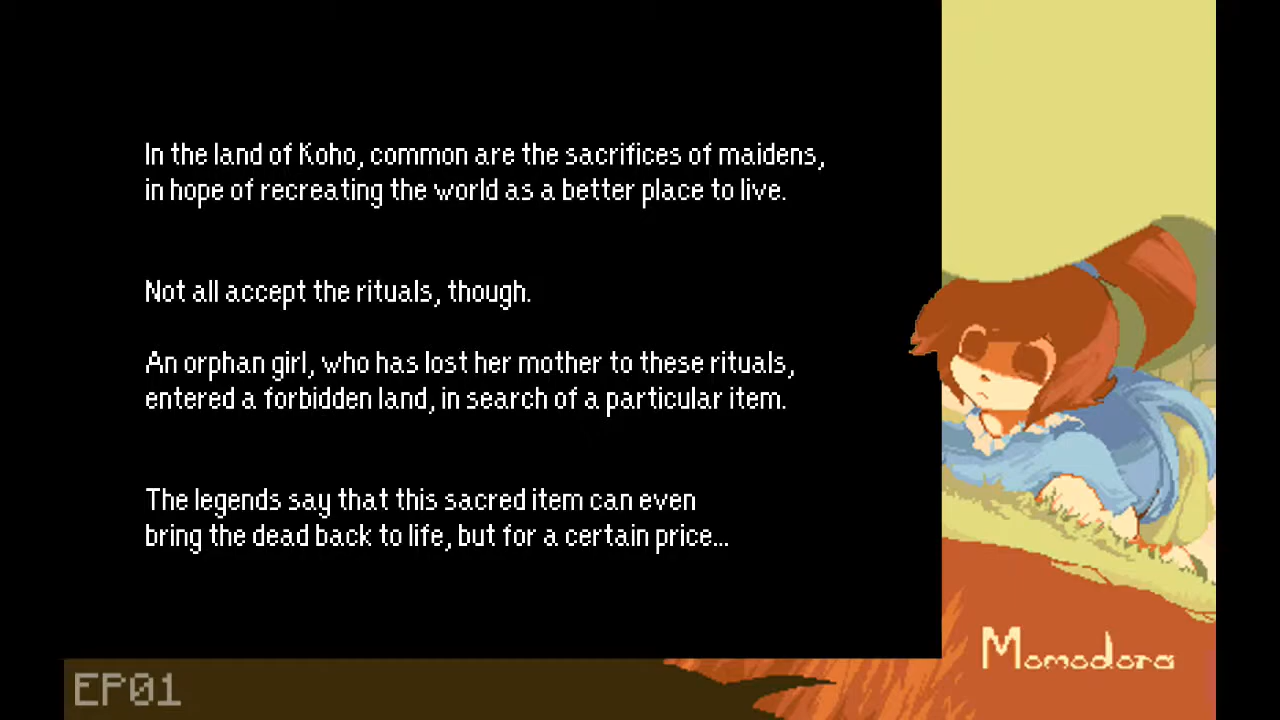 In the land of Koho, common are the sacrifices of maidens,
in hope of recreating the world as a better place to live.
Not all accept the rituals, though.
An orphan girl, who has lost her mother to these rituals,
entered a forbidden land, in search of a particular item.
The legends say that this sacred item can even
bring the dead back to life, but for a certain price...
Momodora
EP01